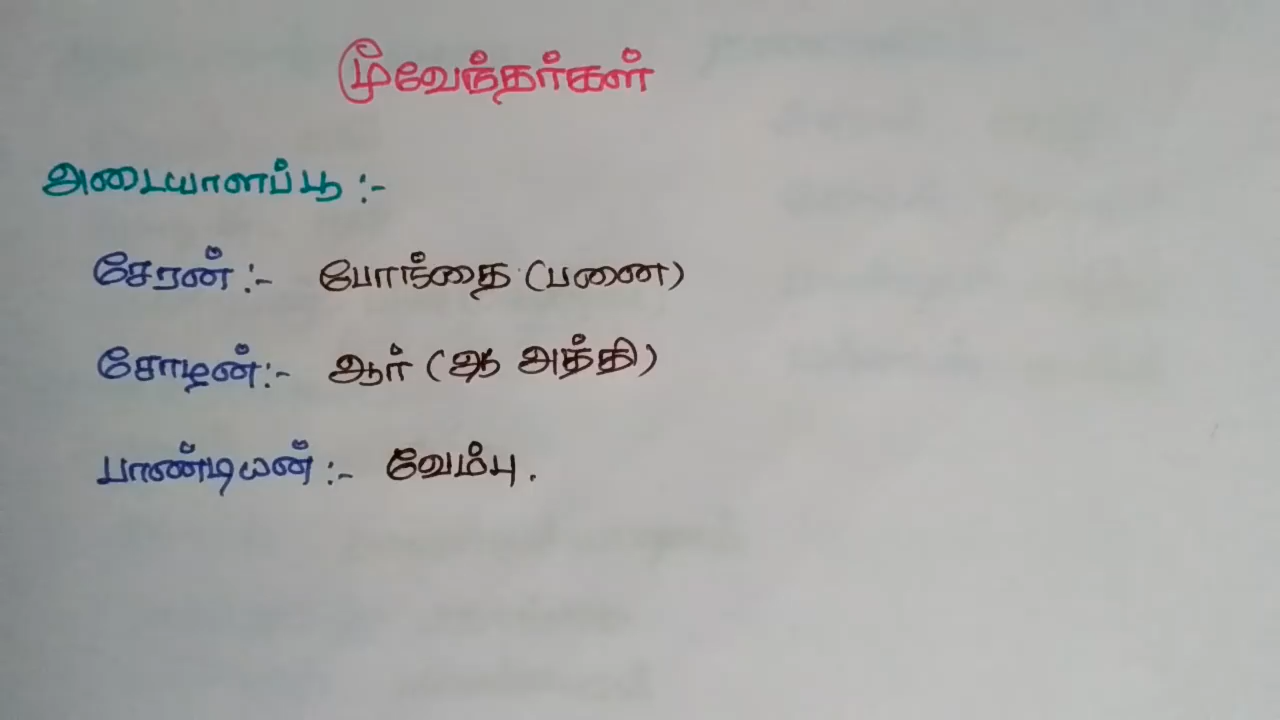 மூவேந்தர்கள்
அடையாளப்பூ :-
சேரன் :- போந்தை (பனை)
சோழன் :- ஆர் (ஆ அத்தி)
பாண்டியன் :- வேம்பு .